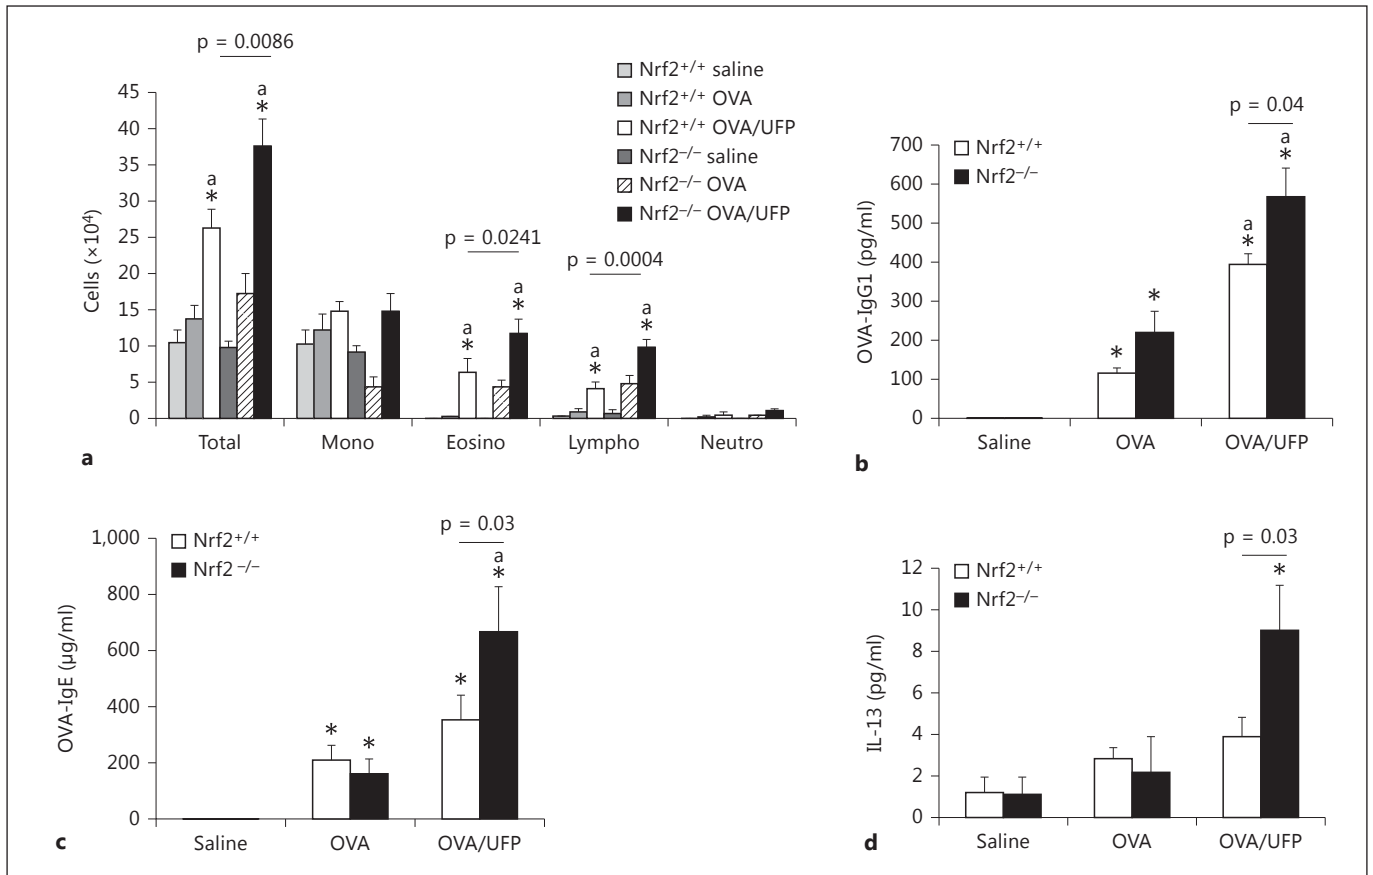 p = 0.0086
a
*
a
*
Nrf2+/+ saline
Nrf2+/+ OVA
Nrf2+/+ OVA/UFP
Nrf2–/– saline
Nrf2–/– OVA
Nrf2–/– OVA/UFP
p = 0.0241
a
*
a
*
p = 0.0004
a
*
a
*
45
40
35
30
25
20
15
10
5
0
Cells (×10⁴)
Total Mono Eosino Lympho Neutro
a
p = 0.04
a
*
a
*
*
*
Nrf2+/+
Nrf2–/–
700
600
500
400
300
200
100
0
OVA-IgG1 (pg/ml)
Saline OVA OVA/UFP
b
p = 0.03
a
*
*
*
*
Nrf2+/+
Nrf2 –/–
1,000
800
600
400
200
0
OVA-IgE (μg/ml)
Saline OVA OVA/UFP
c
p = 0.03
*
Nrf2+/+
Nrf2–/–
12
10
8
6
4
2
0
IL-13 (pg/ml)
Saline OVA OVA/UFP
d